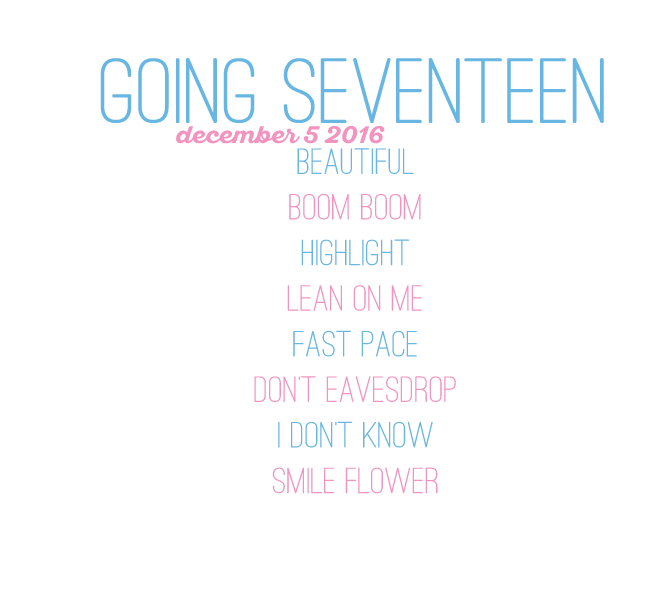 GOING SEVENTEEN
december 5 2016
BEAUTIFUL
BOOM BOOM
HIGHLIGHT
LEAN ON ME
FAST PACE
DON'T EAVESDROP
I DON'T KNOW
SMILE FLOWER